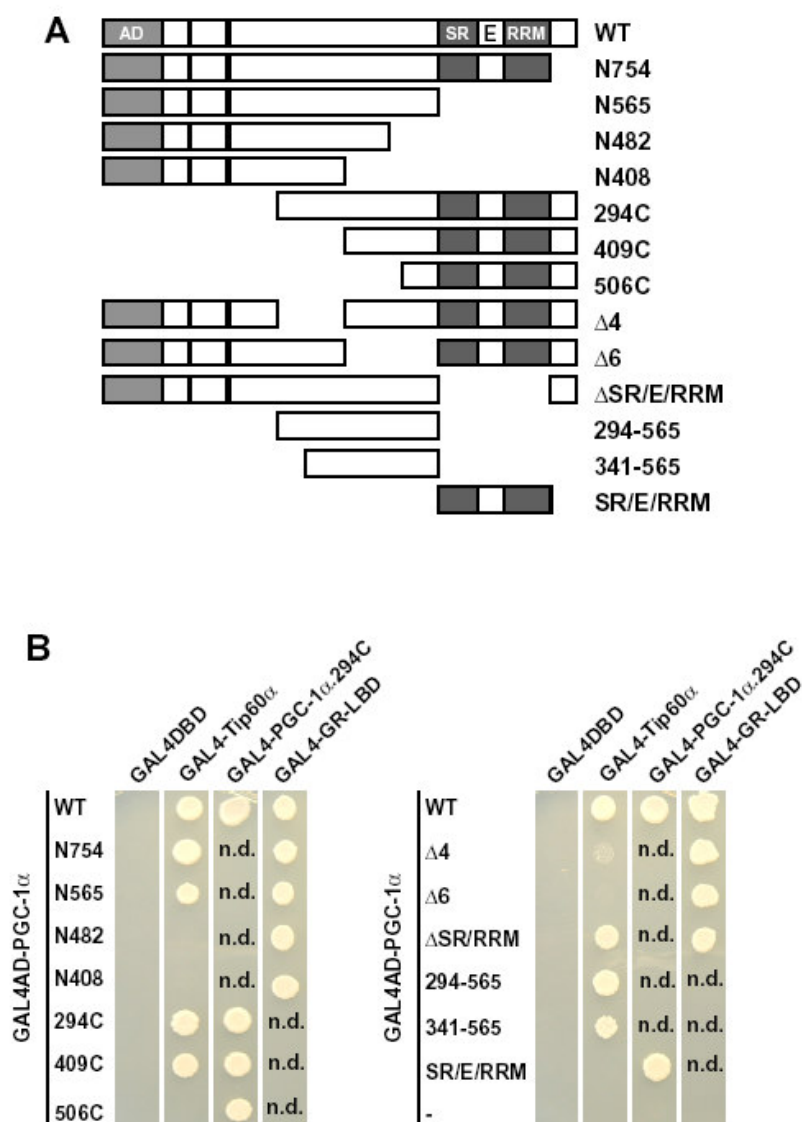 A
AD SR E RRM WT
N754
N565
N482
N408
294C
409C
506C
Δ4
Δ6
ΔSR/E/RRM
294-565
341-565
SR/E/RRM
B
GAL4DBD
GAL4-Tip60α
GAL4-PGC-1α.294C
GAL4-GR-LBD
GAL4AD-PGC-1α
WT
N754 n.d.
N565 n.d.
N482 n.d.
N408 n.d.
294C n.d.
409C n.d.
506C n.d.
GAL4DBD
GAL4-Tip60α
GAL4-PGC-1α.294C
GAL4-GR-LBD
GAL4AD-PGC-1α
WT
Δ4 n.d.
Δ6 n.d.
ΔSR/RRM n.d.
294-565 n.d. n.d.
341-565 n.d. n.d.
SR/E/RRM n.d.
-